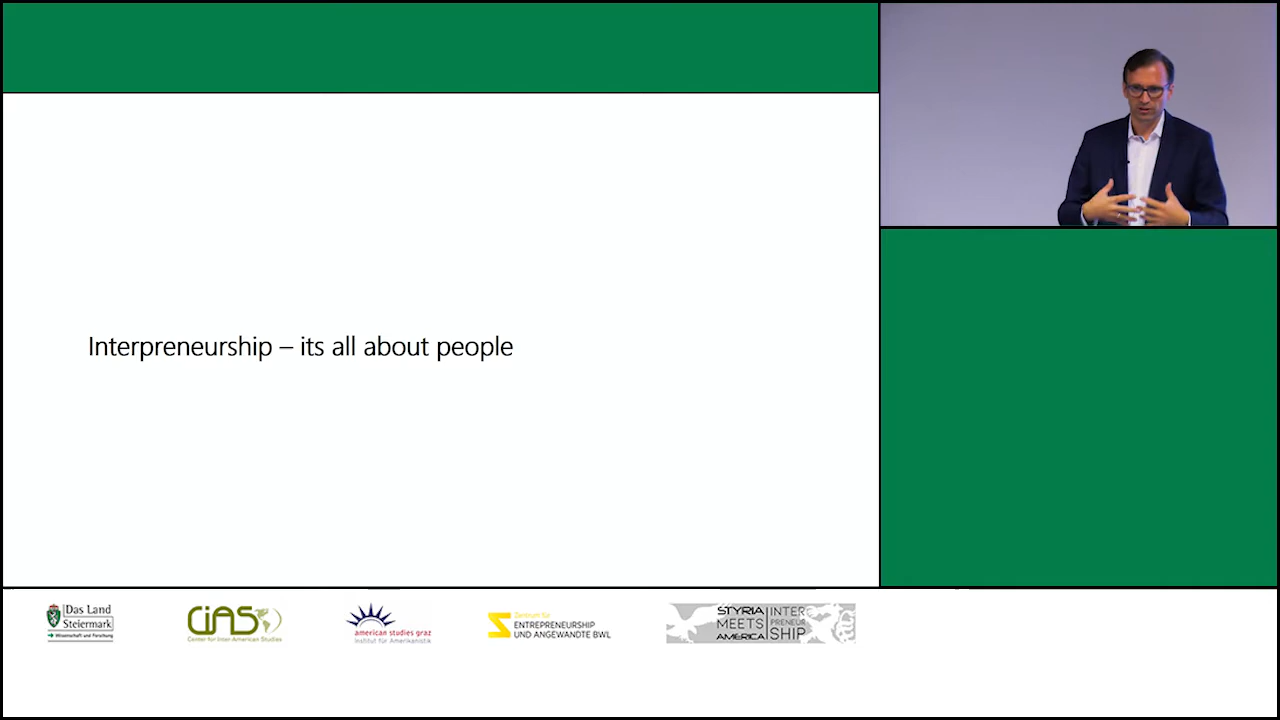 Interpreneurship – its all about people
Das Land
Steiermark
Wissenschaft und Forschung
CIAS
Center for Inter American Studies
american studies graz
Institut für Amerikanistik
Zentrum für
ENTREPRENEURSHIP
UND ANGEWANDTE BWL
STYRIA
MEETS
AMERICA
INTER
PRENEUR
SHIP